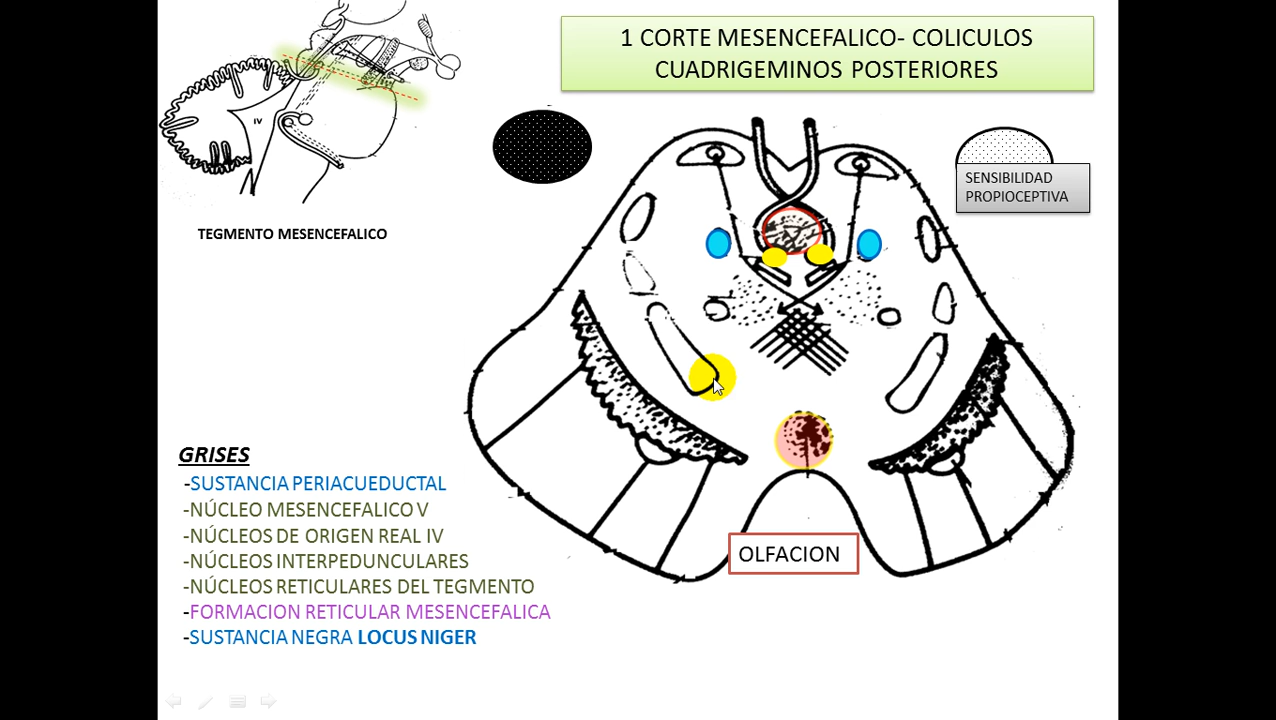 1 CORTE MESENCEFALICO- COLICULOS
CUADRIGEMINOS POSTERIORES
IV
SENSIBILIDAD
PROPIOCEPTIVA
TEGMENTO MESENCEFALICO
GRISES
-SUSTANCIA PERIACUEDUCTAL
-NÚCLEO MESENCEFALICO V
-NÚCLEOS DE ORIGEN REAL IV
-NÚCLEOS INTERPEDUNCULARES
-NÚCLEOS RETICULARES DEL TEGMENTO
-FORMACION RETICULAR MESENCEFALICA
-SUSTANCIA NEGRA LOCUS NIGER
OLFACION